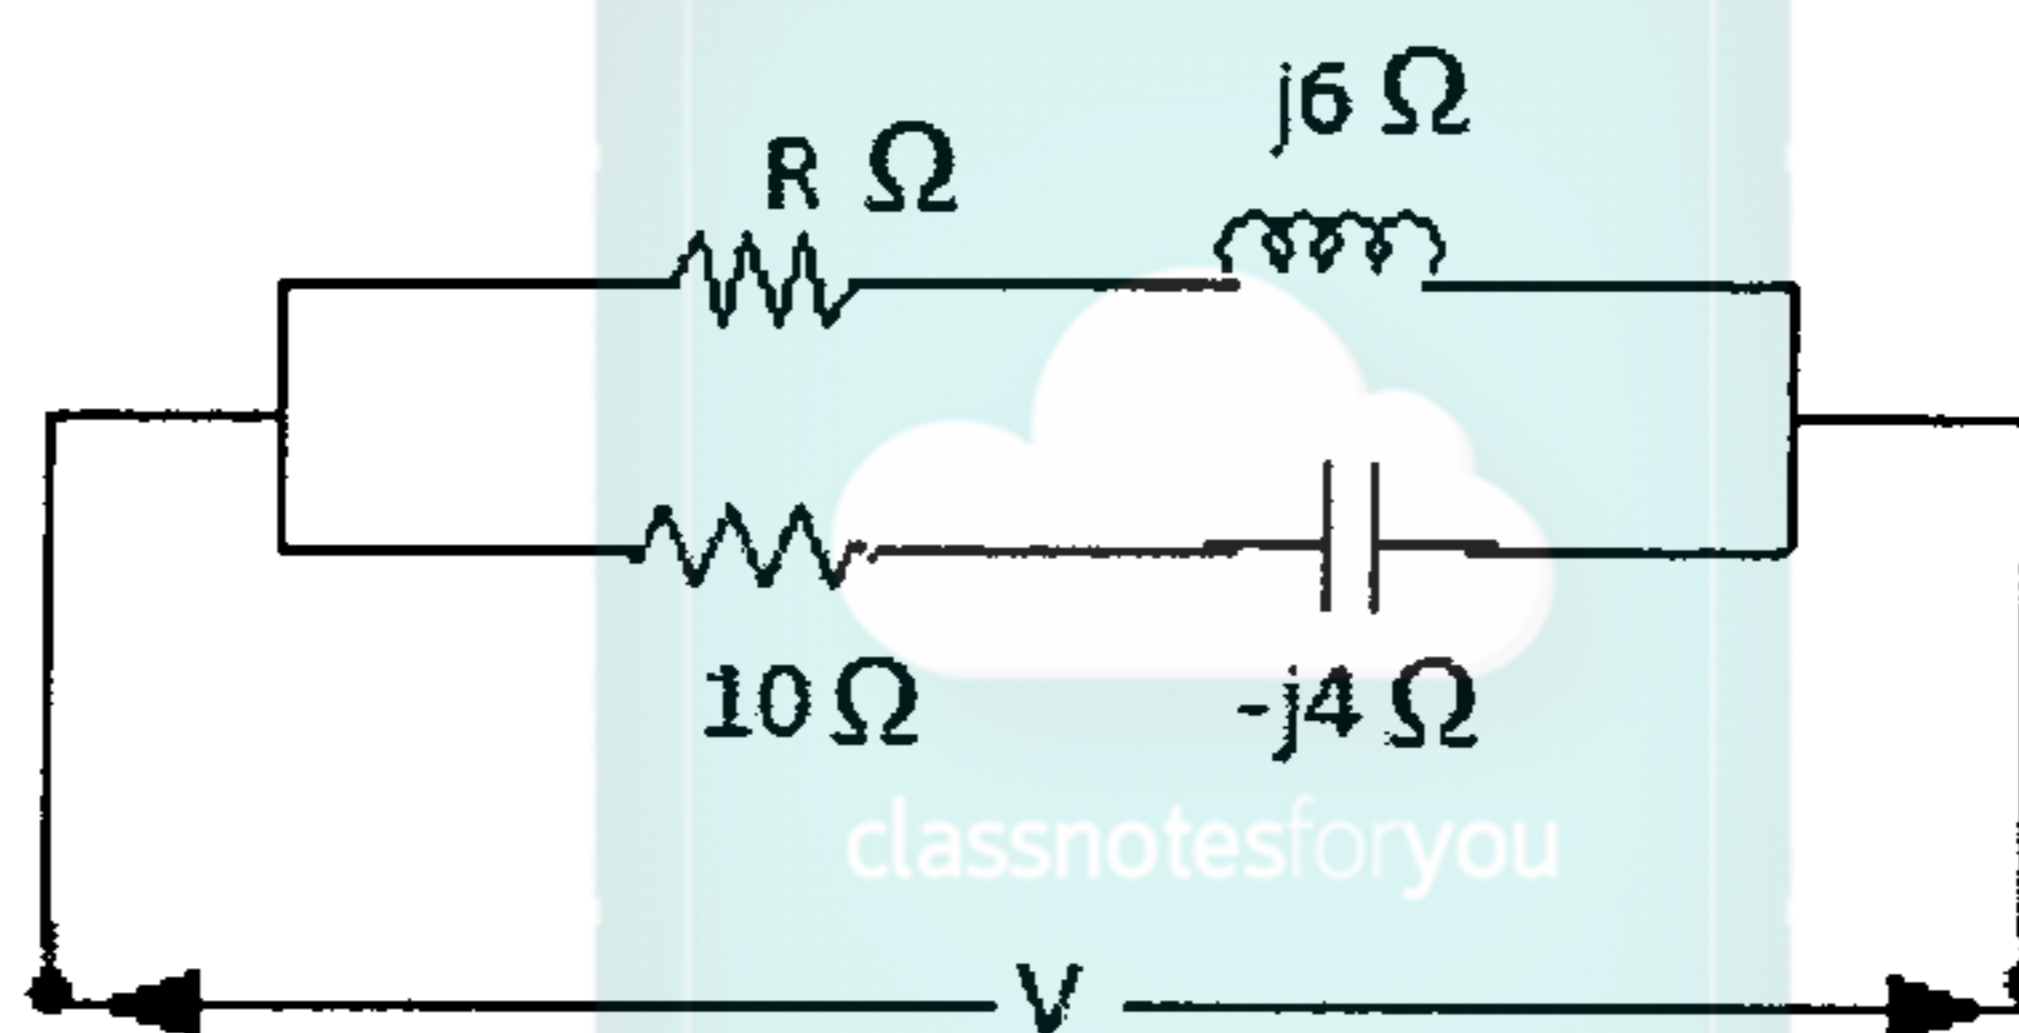 j6 Ω
R Ω
10 Ω
-j4 Ω
classnotesforyou
V